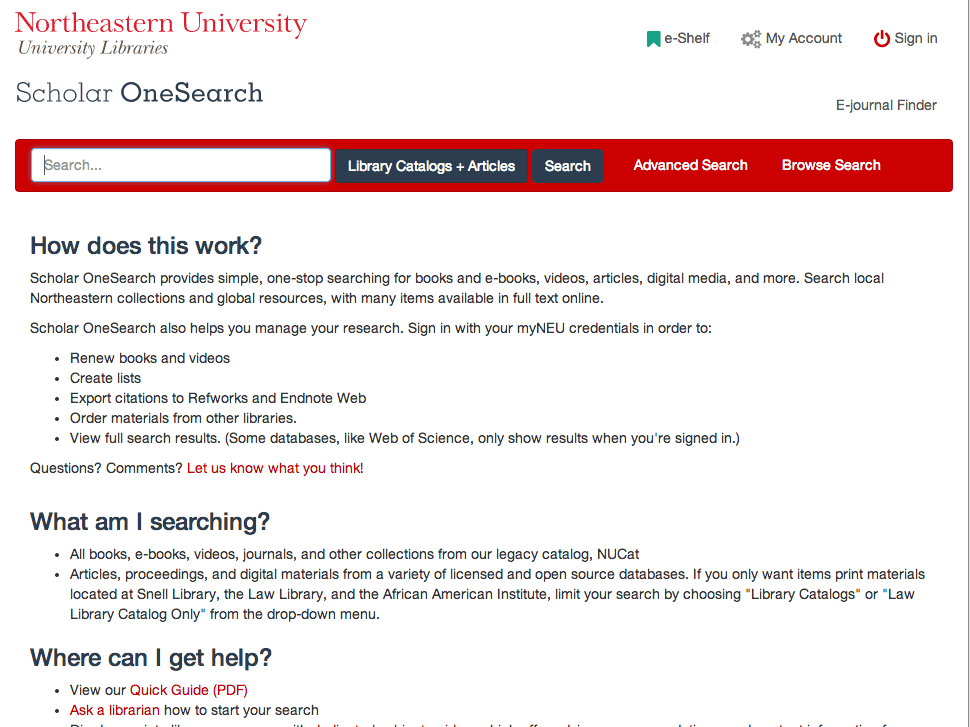 Northeastern University
University Libraries
e-Shelf
My Account
Sign in
Scholar OneSearch
E-journal Finder
Search...
Library Catalogs + Articles
Search
Advanced Search
Browse Search
How does this work?
Scholar OneSearch provides simple, one-stop searching for books and e-books, videos, articles, digital media, and more. Search local
Northeastern collections and global resources, with many items available in full text online.
Scholar OneSearch also helps you manage your research. Sign in with your myNEU credentials in order to:
• Renew books and videos
• Create lists
• Export citations to Refworks and Endnote Web
• Order materials from other libraries.
• View full search results. (Some databases, like Web of Science, only show results when you're signed in.)
Questions? Comments? Let us know what you think!
What am I searching?
• All books, e-books, videos, journals, and other collections from our legacy catalog, NUCat
• Articles, proceedings, and digital materials from a variety of licensed and open source databases. If you only want items print materials
located at Snell Library, the Law Library, and the African American Institute, limit your search by choosing "Library Catalogs" or "Law
Library Catalog Only" from the drop-down menu.
Where can I get help?
• View our Quick Guide (PDF)
• Ask a librarian how to start your search